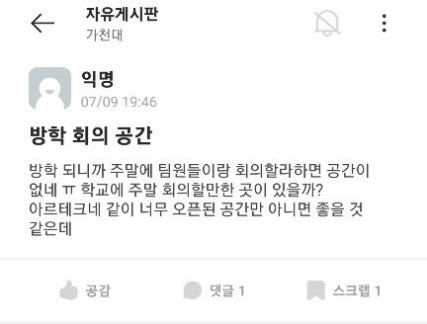 자유게시판
가천대
익명
07/09 19:46
방학 회의 공간
방학 되니까 주말에 팀원들이랑 회의할라하면 공간이
없네 ㅠ 학교에 주말 회의할만한 곳이 있을까?
아르테크네 같이 너무 오픈된 공간만 아니면 좋을 것
같은데
공감
댓글 1
스크랩 1